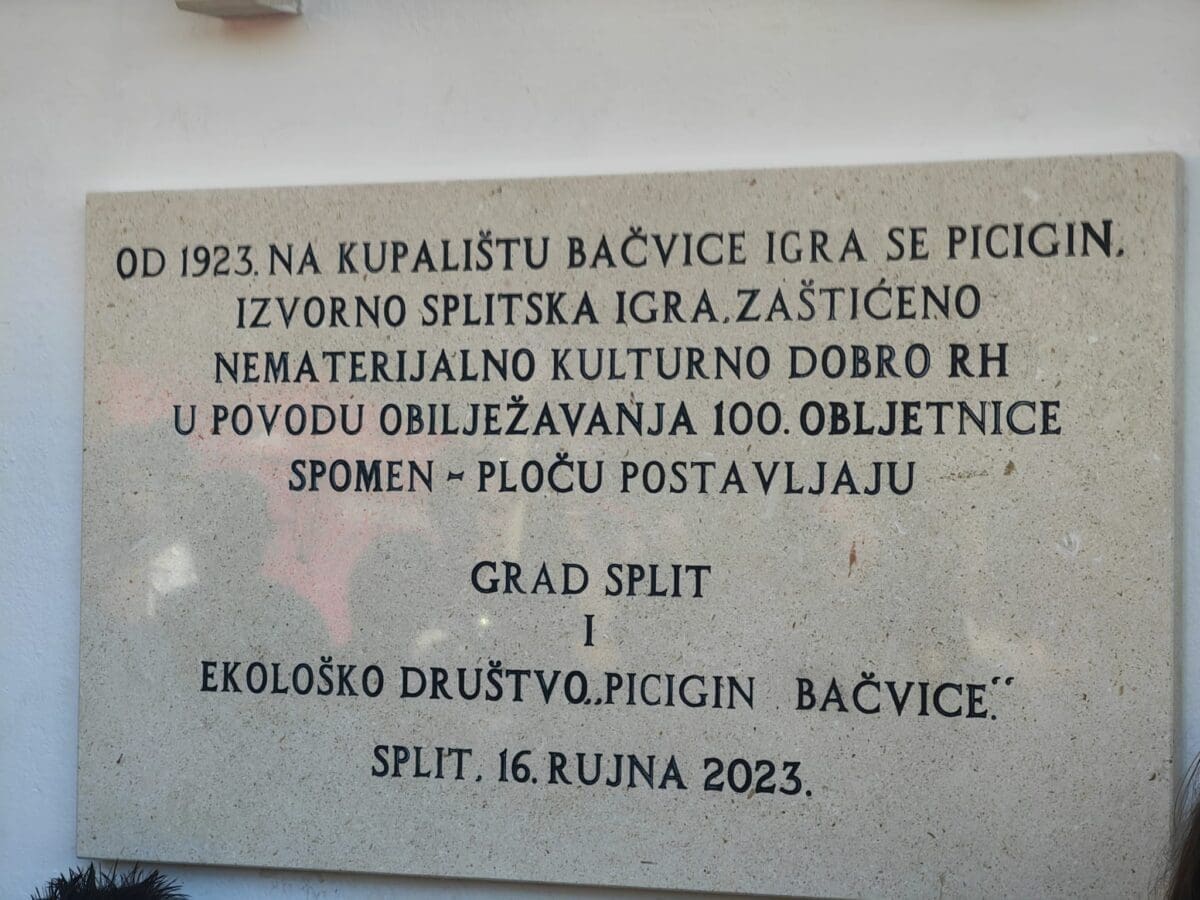 OD 1923. NA KUPALIŠTU BAČVICE IGRA SE PICIGIN.
IZVORNO SPLITSKA IGRA. ZAŠTIĆENO
NEMATERIJALNO KULTURNO DOBRO RH
U POVODU OBILJEŽAVANJA 100. OBLJETNICE
SPOMEN - PLOČU POSTAVLJAJU
GRAD SPLIT
I
EKOLOŠKO DRUŠTVO „PICIGIN BAČVICE.“
SPLIT. 16. RUJNA 2023.